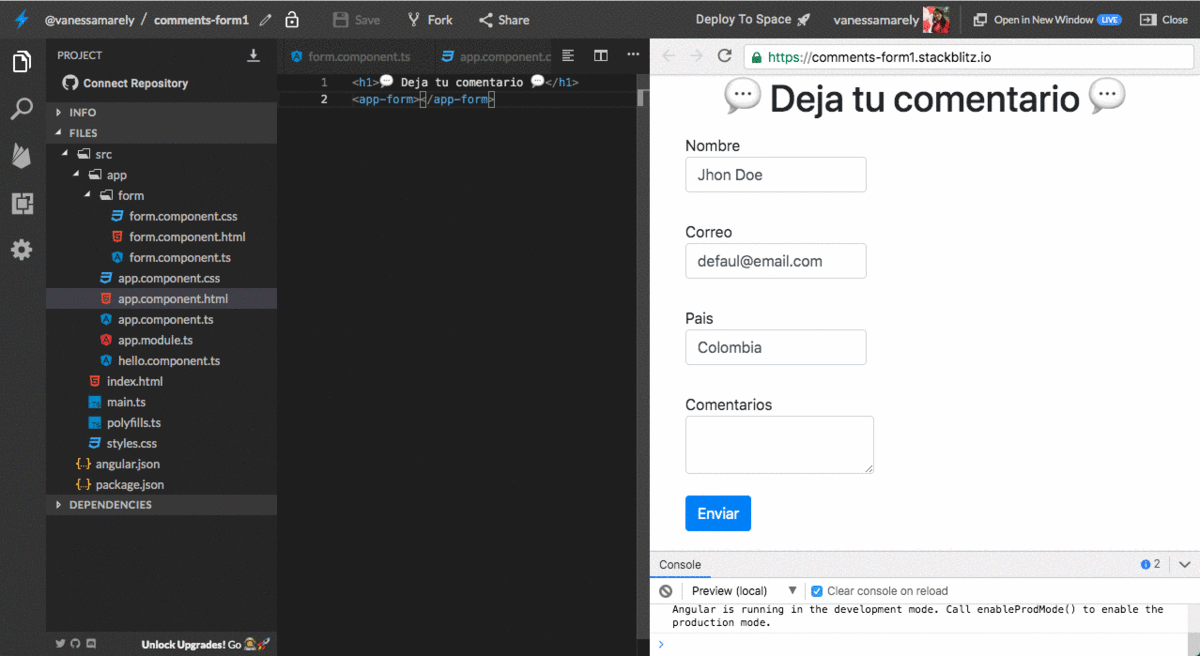 @vanessamarely / comments-form1
Save
Fork
Share
Deploy To Space 🚀
vanessamarely
Open in New Window LIVE
Close
PROJECT
Connect Repository
INFO
FILES
src
app
form
form.component.css
form.component.html
form.component.ts
app.component.css
app.component.html
app.component.ts
app.module.ts
hello.component.ts
index.html
main.ts
polyfills.ts
styles.css
angular.json
package.json
DEPENDENCIES
Unlock Upgrades! Go 👩‍🚀🚀
form.component.ts
app.component.c
1 <h1>💬 Deja tu comentario 💬</h1>
2 <app-form></app-form>
https://comments-form1.stackblitz.io
💬 Deja tu comentario 💬
Nombre
Jhon Doe
Correo
defaul@email.com
Pais
Colombia
Comentarios
Enviar
Console
2
Preview (local)
Clear console on reload
Angular is running in the development mode. Call enableProdMode() to enable the
production mode.